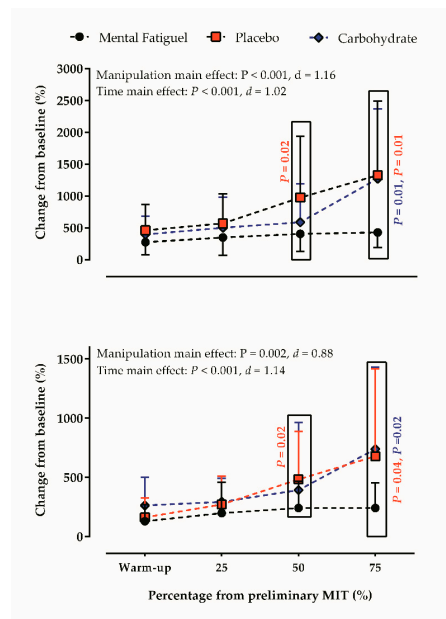 Mental Fatiguel Placebo Carbohydrate
Manipulation main effect: P < 0.001, d = 1.16
Time main effect: P < 0.001, d = 1.02
Change from baseline (%)
3000
2500
2000
1500
1000
500
0
P = 0.02
P = 0.01, P = 0.01
Manipulation main effect: P = 0.002, d = 0.88
Time main effect: P < 0.001, d = 1.14
Change from baseline (%)
1500
1000
500
0
P = 0.02
P = 0.04, P =0.02
Warm-up 25 50 75
Percentage from preliminary MIT (%)